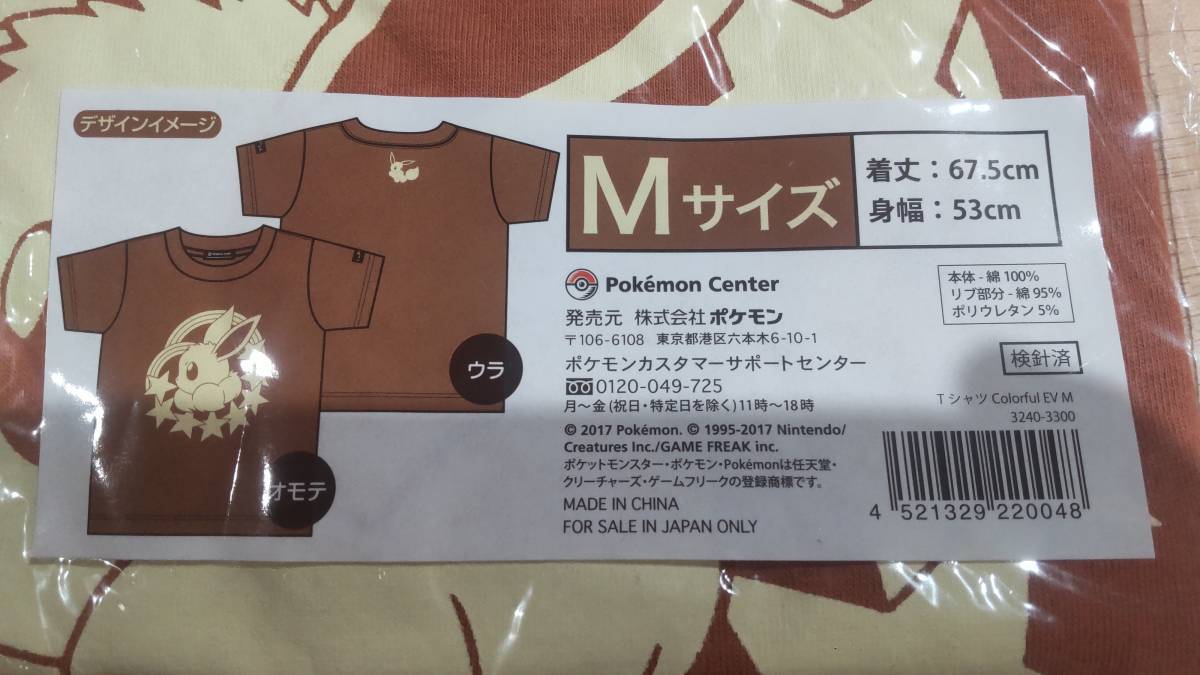 デザインイメージ
ウラ
オモテ
Mサイズ
着丈：67.5cm
身幅：53cm
Pokémon Center
発売元 株式会社ポケモン
〒106-6108 東京都港区六本木6-10-1
ポケモンカスタマーサポートセンター
0120-049-725
月～金(祝日・特定日を除く)11時～18時
© 2017 Pokémon. © 1995-2017 Nintendo/
Creatures Inc./GAME FREAK inc.
ポケットモンスター・ポケモン・Pokémonは任天堂・
クリーチャーズ・ゲームフリークの登録商標です。
MADE IN CHINA
FOR SALE IN JAPAN ONLY
本体 - 綿 100%
リブ部分 - 綿 95%
ポリウレタン 5%
検針済
Tシャツ Colorful EV M
3240-3300
4 521329 220048